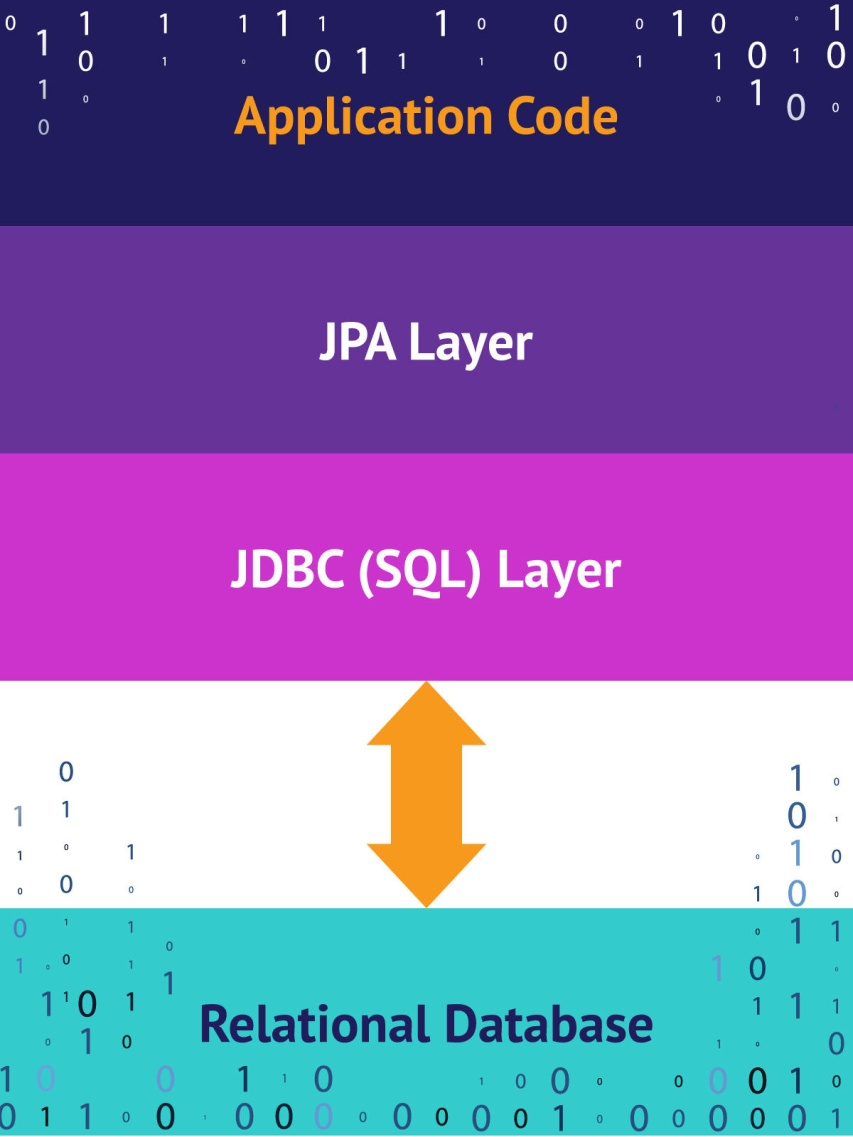 Application Code
JPA Layer
JDBC (SQL) Layer
Relational Database